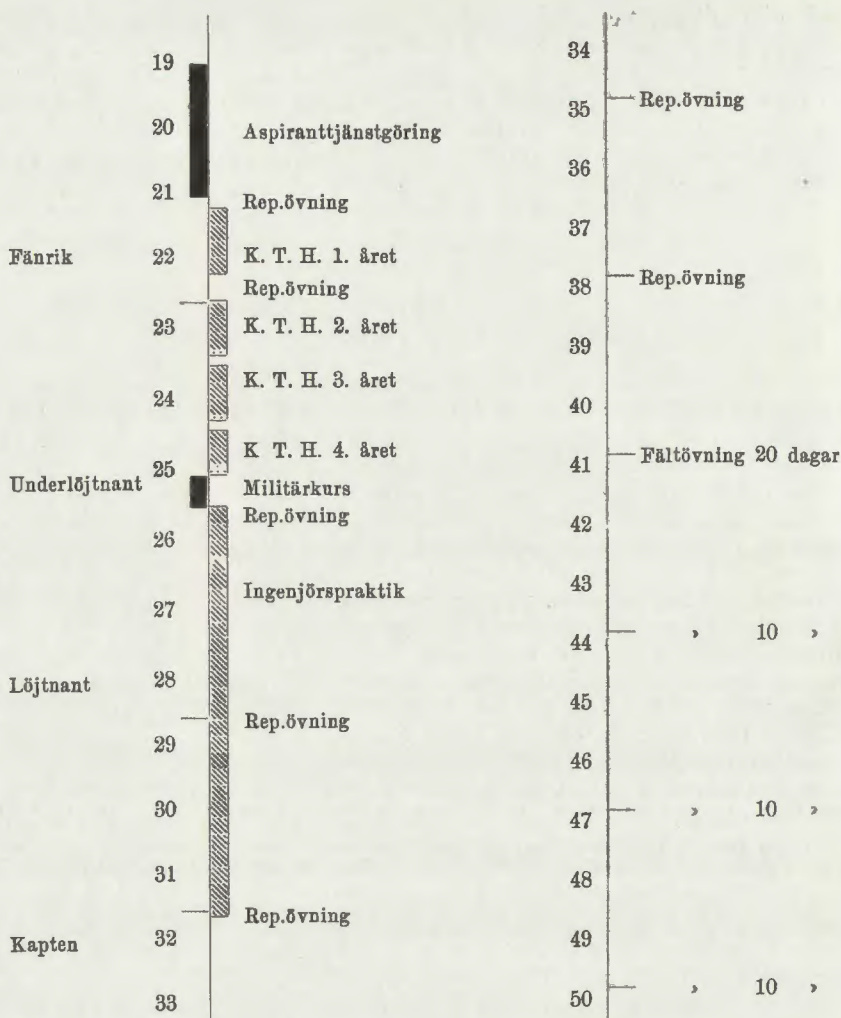 19
20 Aspiranttjänstgöring
21
Rep.övning
Fänrik 22 K. T. H. 1. året
Rep.övning
23 K. T. H. 2. året
K. T. H. 3. året
24
K T. H. 4. året
25
Underlöjtnant Militärkurs
Rep.övning
26
Ingenjörspraktik
27
Löjtnant 28
Rep.övning
29
30
31
Rep.övning
Kapten 32
33
34
Rep.övning
35
36
37
Rep.övning
38
39
40
Fältövning 20 dagar
41
42
43
44 » 10 »
45
46
47 » 10 »
48
49
50 » 10 »